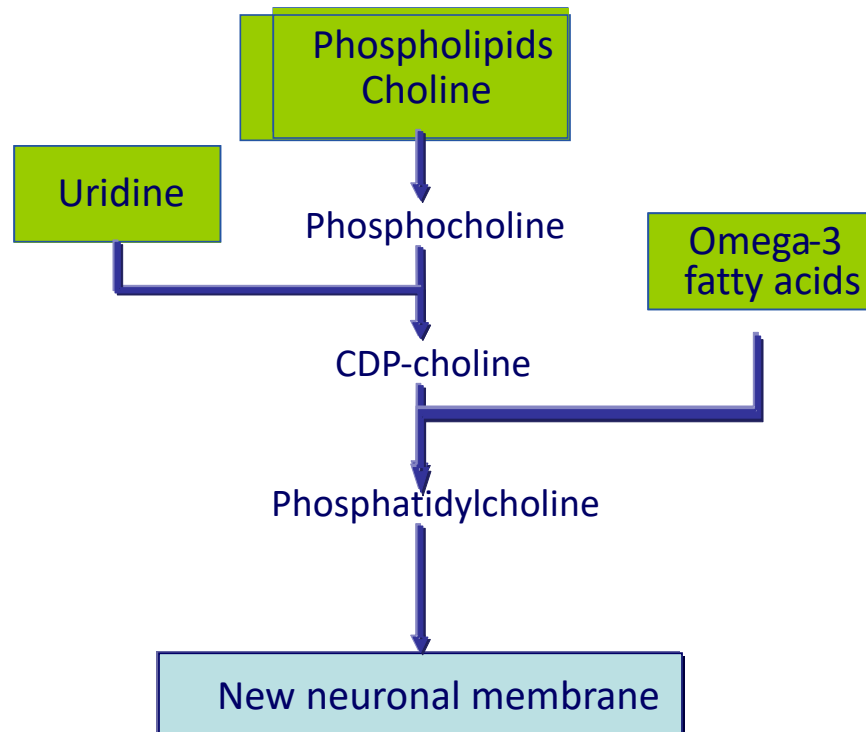 Phospholipids
Choline
Uridine
Phosphocholine
Omega-3
fatty acids
CDP-choline
Phosphatidylcholine
New neuronal membrane